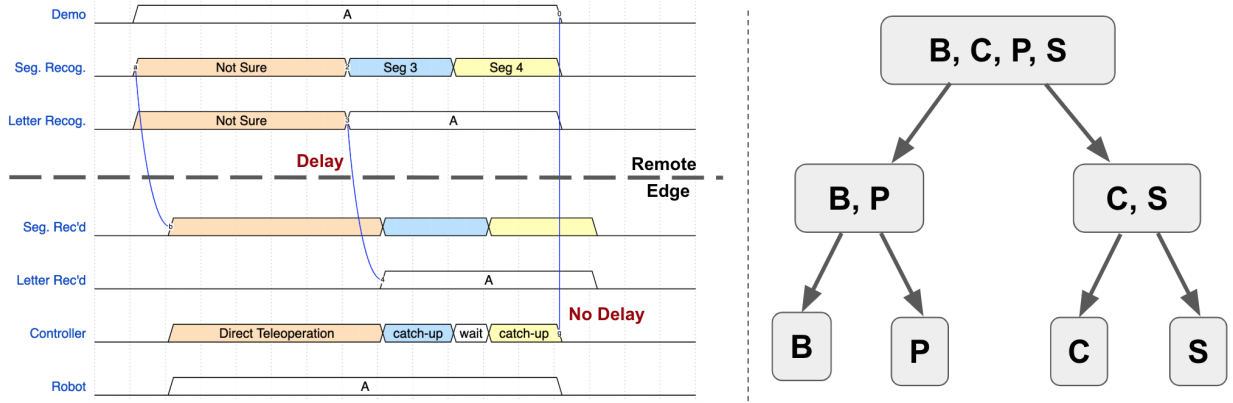 Demo
A
Seg. Recog.
Not Sure
Seg 3
Seg 4
Letter Recog.
Not Sure
A
Delay
Remote
Edge
Seg. Rec'd
b
Letter Rec'd
4
A
No Delay
Controller
Direct Teleoperation
catch-up
wait
catch-up
Robot
A
B, C, P, S
B, P
C, S
B
P
C
S